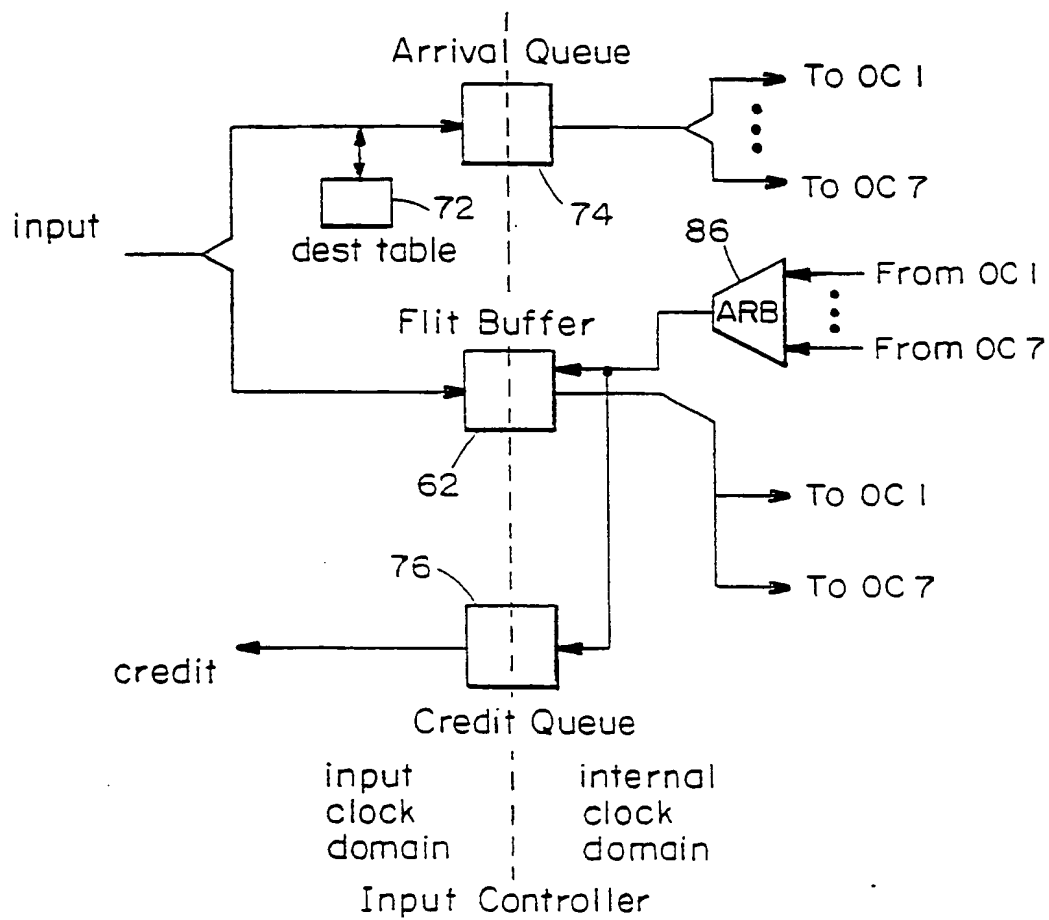 Arrival Queue
To OC 1
To OC 7
72
74
input
dest table
86
ARB
From OC 1
From OC 7
Flit Buffer
62
To OC 1
To OC 7
76
credit
Credit Queue
input
clock
domain
internal
clock
domain
Input Controller